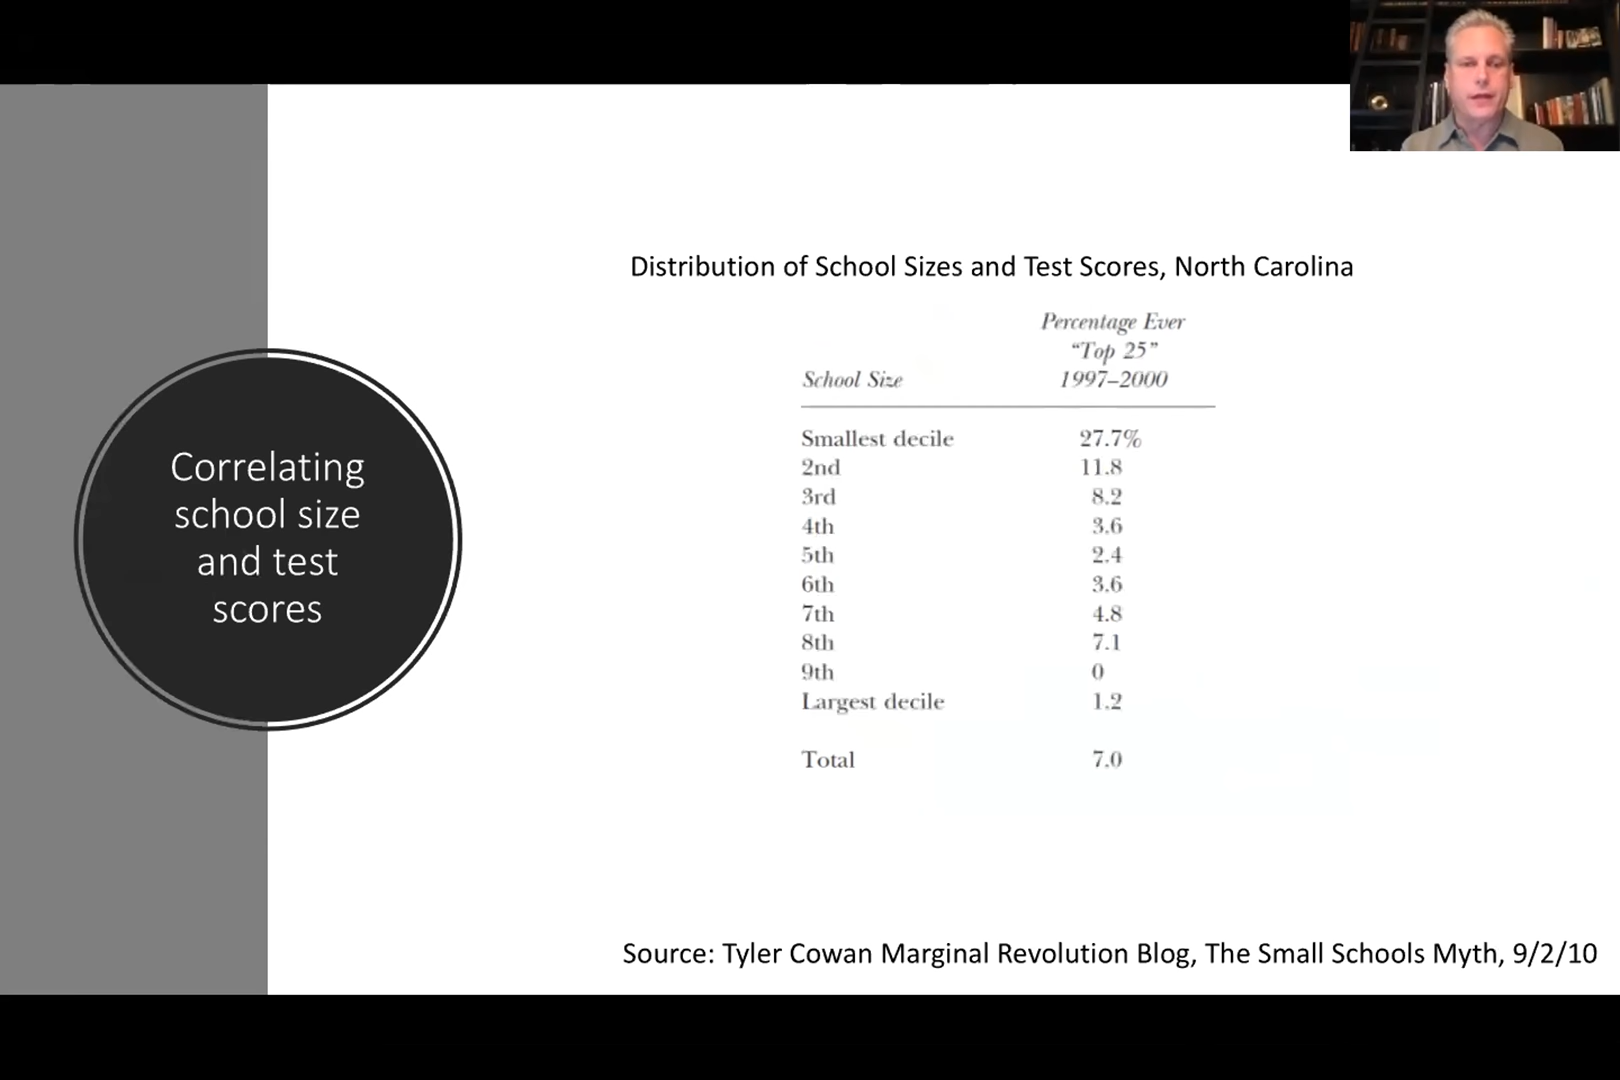 Correlating
school size
and test
scores
Distribution of School Sizes and Test Scores, North Carolina
Percentage Ever
“Top 25”
School Size 1997–2000
Smallest decile 27.7%
2nd 11.8
3rd 8.2
4th 3.6
5th 2.4
6th 3.6
7th 4.8
8th 7.1
9th 0
Largest decile 1.2
Total 7.0
Source: Tyler Cowan Marginal Revolution Blog, The Small Schools Myth, 9/2/10